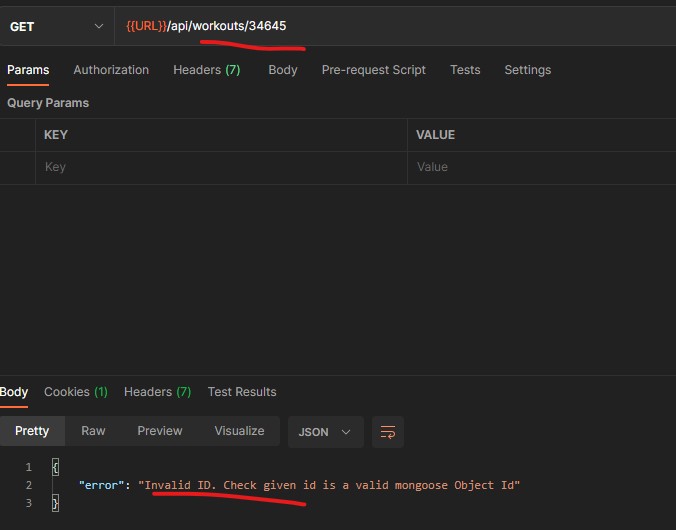 GET {{URL}}/api/workouts/34645
Params Authorization Headers (7) Body Pre-request Script Tests Settings
Query Params
KEY VALUE
Key Value
Body Cookies (1) Headers (7) Test Results
Pretty Raw Preview Visualize JSON
1 {
2 "error": "Invalid ID. Check given id is a valid mongoose Object Id"
3 }